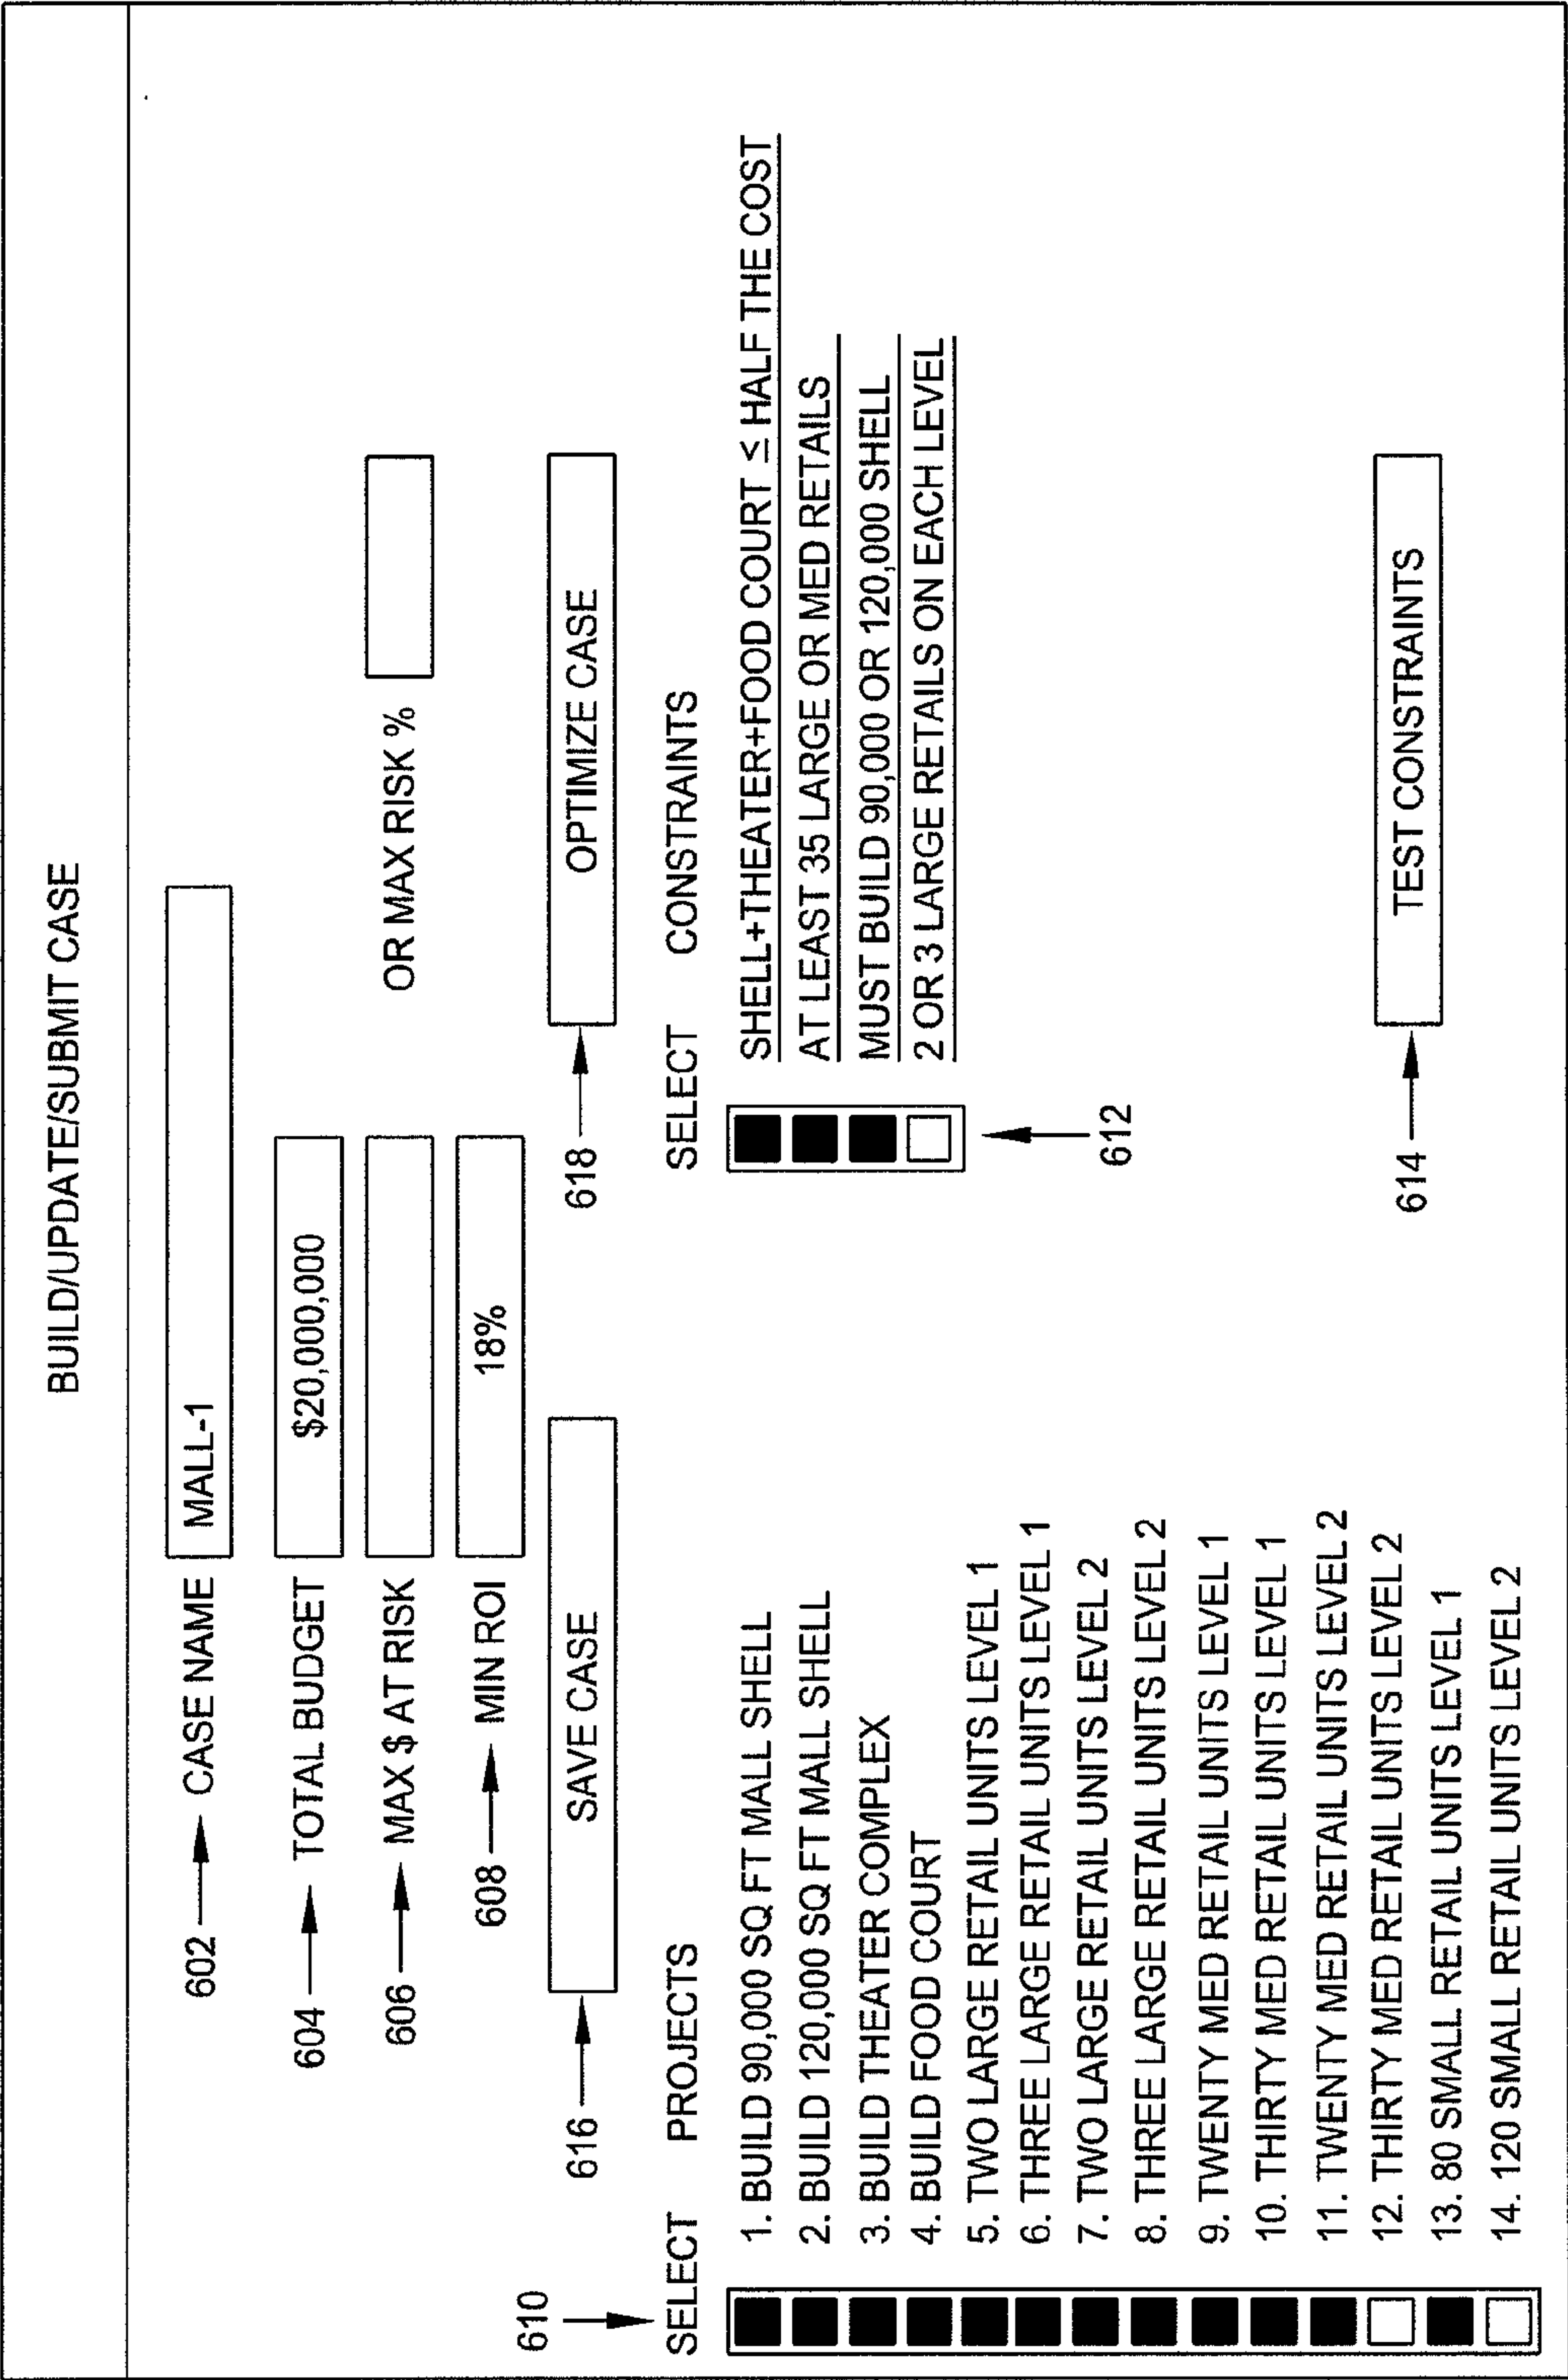 BUILD/UPDATE/SUBMIT CASE
602 CASE NAME MALL-1
604 TOTAL BUDGET $20,000,000
606 MAX $ AT RISK OR MAX RISK %
608 MIN ROI 18%
616 SAVE CASE 618 OPTIMIZE CASE
610
SELECT PROJECTS
1. BUILD 90,000 SQ FT MALL SHELL
2. BUILD 120,000 SQ FT MALL SHELL
3. BUILD THEATER COMPLEX
4. BUILD FOOD COURT
5. TWO LARGE RETAIL UNITS LEVEL 1
6. THREE LARGE RETAIL UNITS LEVEL 1
7. TWO LARGE RETAIL UNITS LEVEL 2
8. THREE LARGE RETAIL UNITS LEVEL 2
9. TWENTY MED RETAIL UNITS LEVEL 1
10. THIRTY MED RETAIL UNITS LEVEL 1
11. TWENTY MED RETAIL UNITS LEVEL 2
12. THIRTY MED RETAIL UNITS LEVEL 2
13. 80 SMALL RETAIL UNITS LEVEL 1
14. 120 SMALL RETAIL UNITS LEVEL 2
SELECT CONSTRAINTS
SHELL+THEATER+FOOD COURT ≤ HALF THE COST
AT LEAST 35 LARGE OR MED RETAILS
MUST BUILD 90,000 OR 120,000 SHELL
2 OR 3 LARGE RETAILS ON EACH LEVEL
612
614 TEST CONSTRAINTS